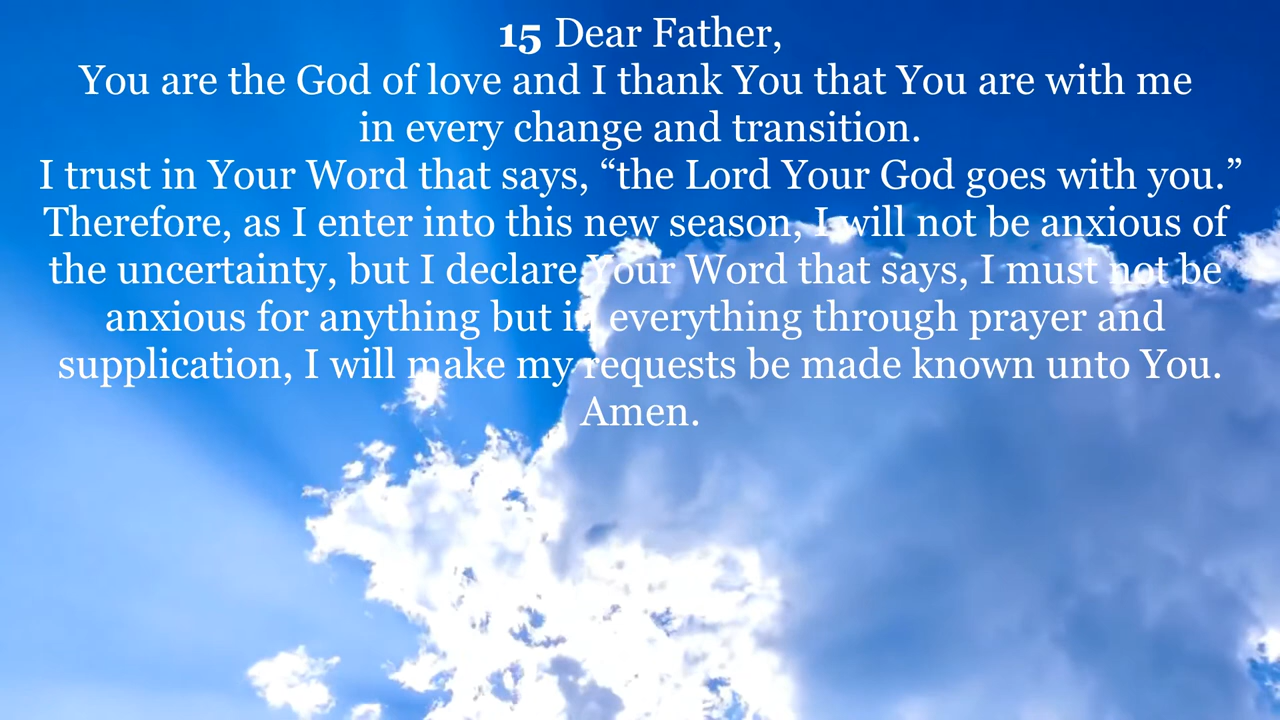 15 Dear Father,
You are the God of love and I thank You that You are with me
in every change and transition.
I trust in Your Word that says, “the Lord Your God goes with you.”
Therefore, as I enter into this new season, I will not be anxious of
the uncertainty, but I declare Your Word that says, I must not be
anxious for anything but in everything through prayer and
supplication, I will make my requests be made known unto You.
Amen.